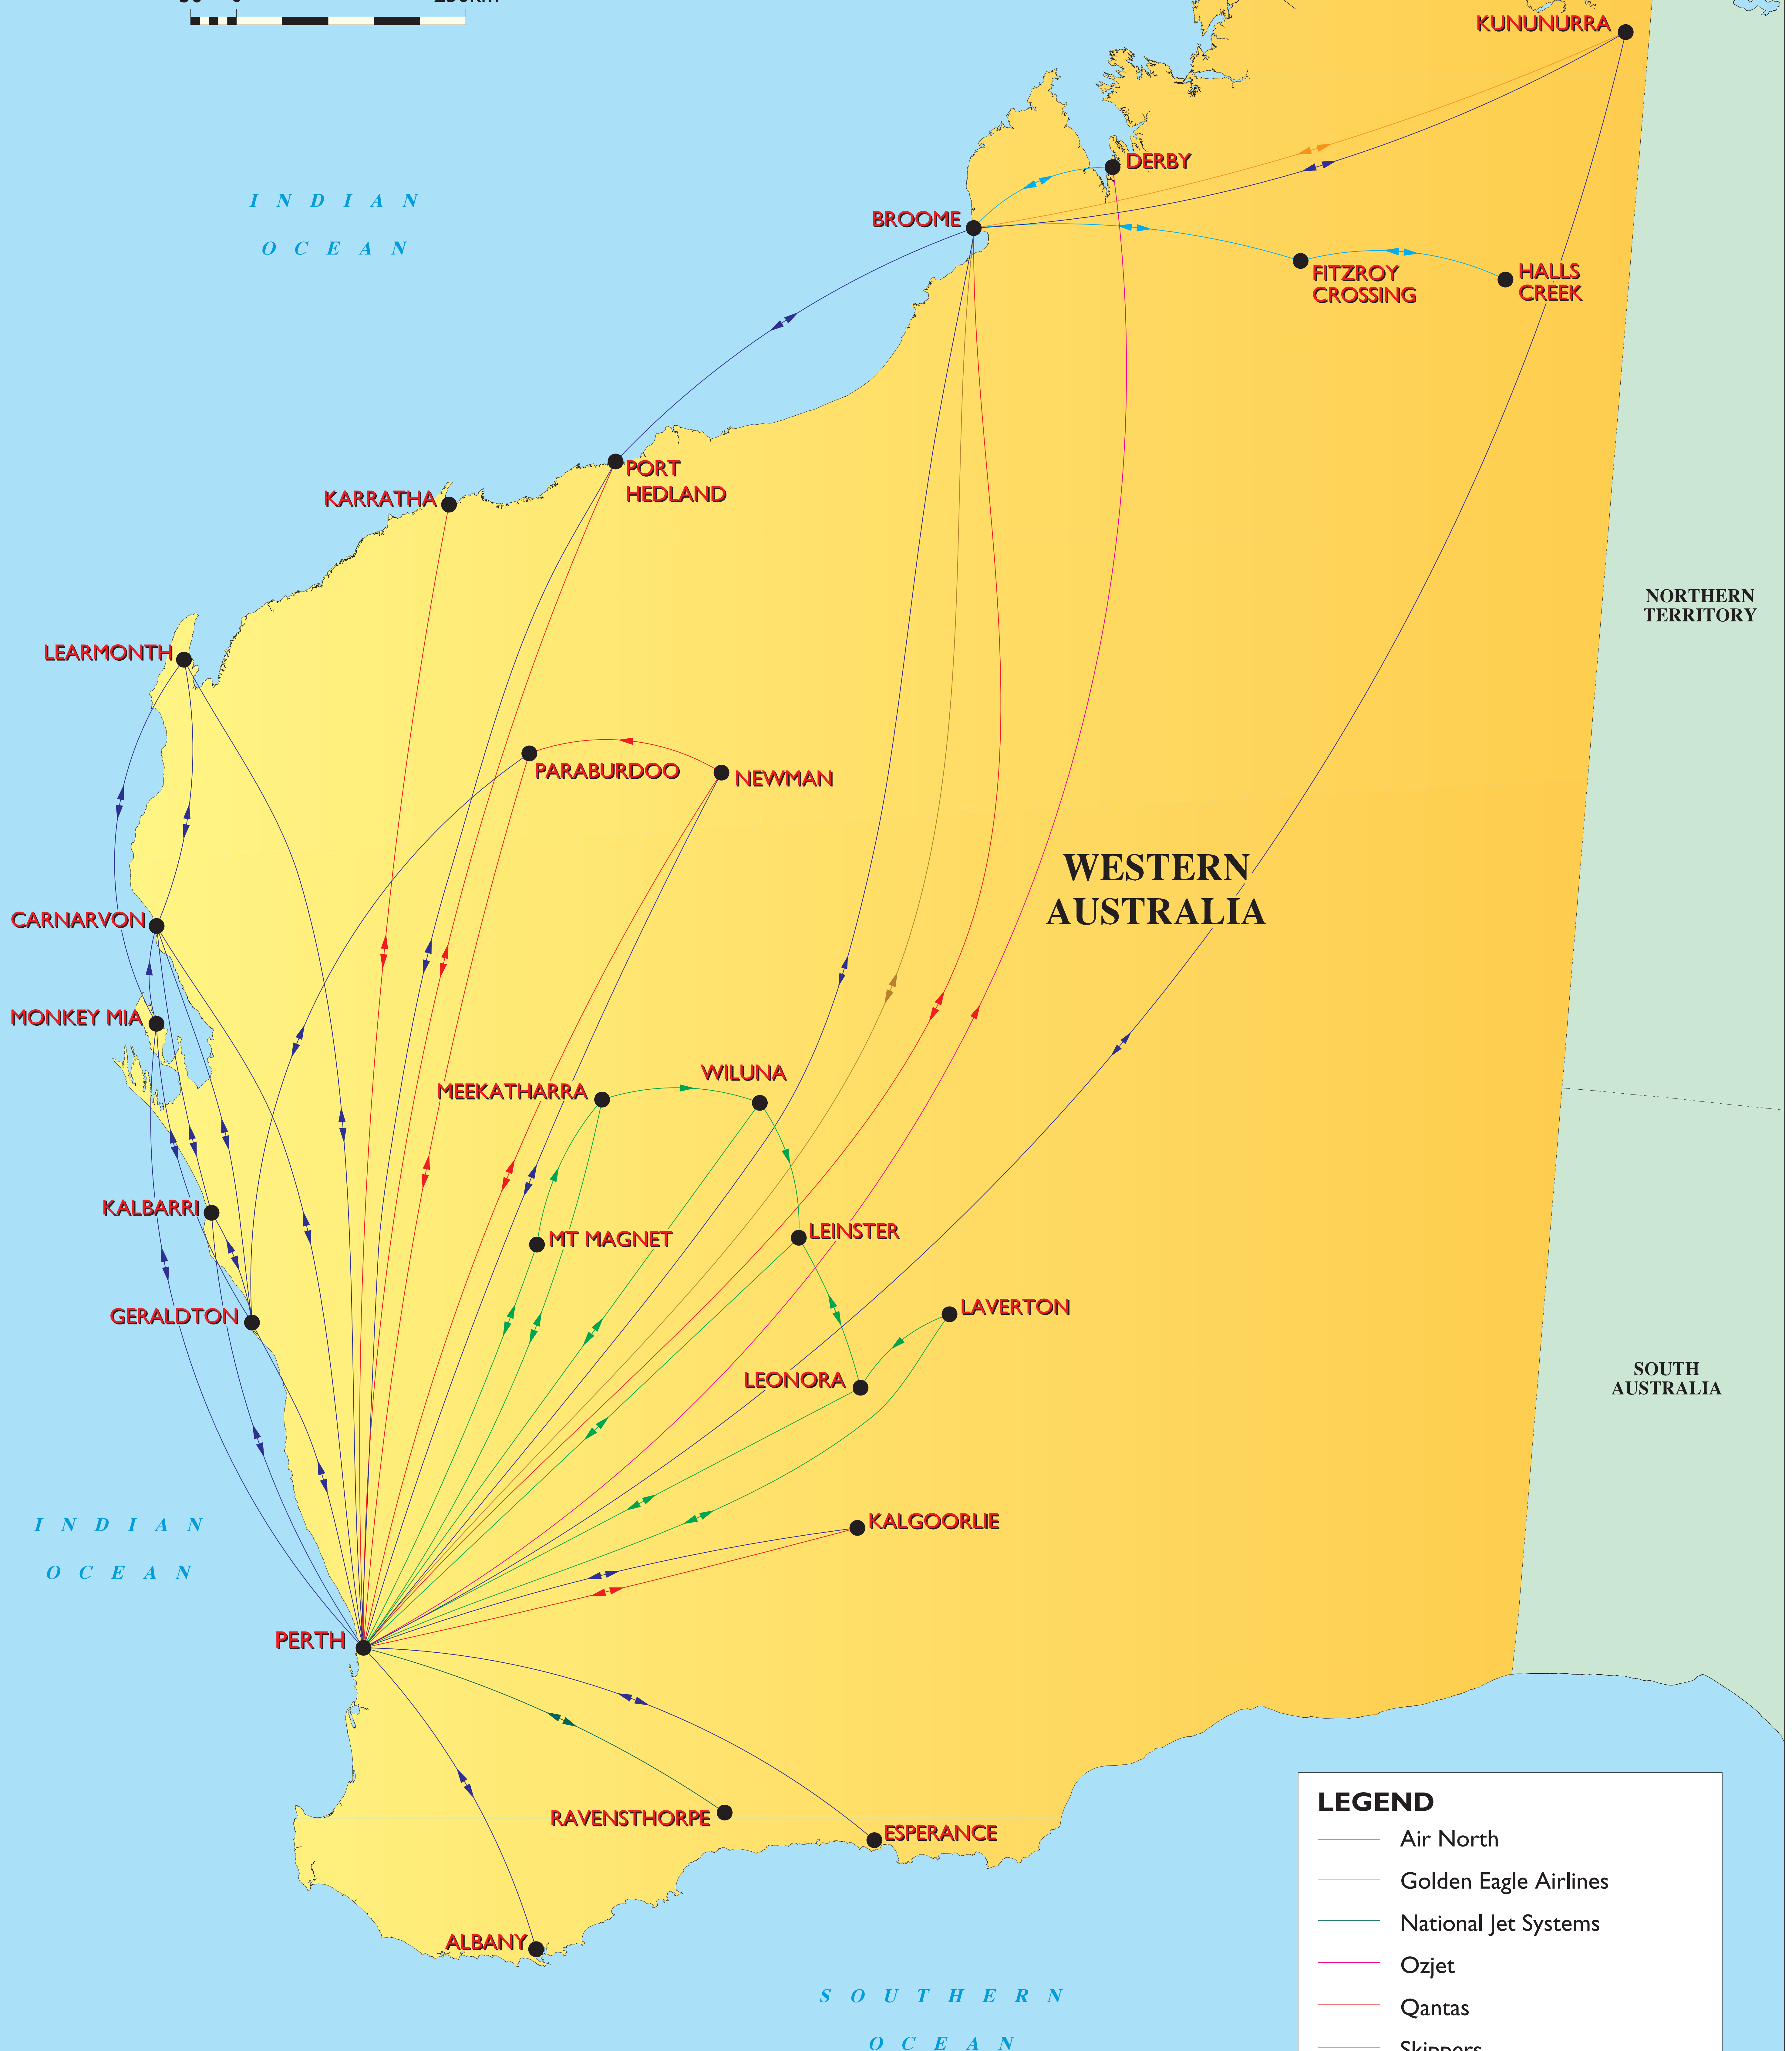 KUNUNURRA
DERBY
INDIAN
OCEAN
BROOME
FITZROY
CROSSING
HALLS
CREEK
PORT
HEDLAND
KARRATHA
NORTHERN
TERRITORY
LEARMONTH
PARABURDOO
NEWMAN
WESTERN
AUSTRALIA
CARNARVON
MONKEY MIA
WILUNA
MEEKATHARRA
KALBARRI
MT MAGNET
LEINSTER
GERALDTON
LAVERTON
LEONORA
SOUTH
AUSTRALIA
INDIAN
OCEAN
KALGOORLIE
PERTH
RAVENSTHORPE
ESPERANCE
ALBANY
SOUTHERN
OCEAN
LEGEND
Air North
Golden Eagle Airlines
National Jet Systems
Ozjet
Qantas
Skippers